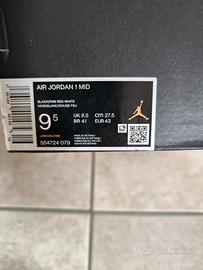 AIR JORDAN 1 MID
BLACK/FIRE RED-WHITE
NOIR/BLANC/ROUGE FEU
9.5
UK 8.5
CM 27.5
BR 41
EUR 43
JORDAN.COM
554724 079